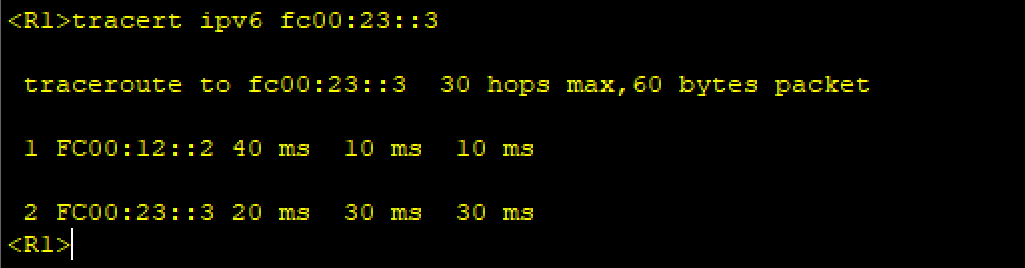 <R1>tracert ipv6 fc00:23::3
traceroute to fc00:23::3  30 hops max,60 bytes packet
1 FC00:12::2 40 ms  10 ms  10 ms
2 FC00:23::3 20 ms  30 ms  30 ms
<R1>